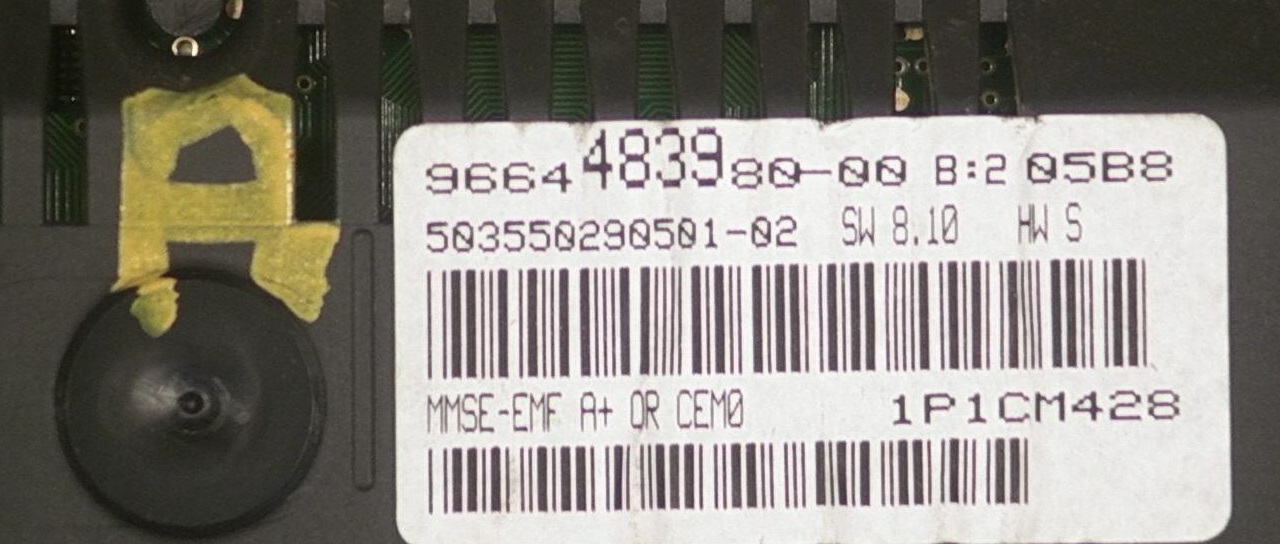 9664483980-00 B:2 05B8
503550290501-02 SW 8.10 HW S
MMSE-EMF A+ OR CEM0 1P1CM428